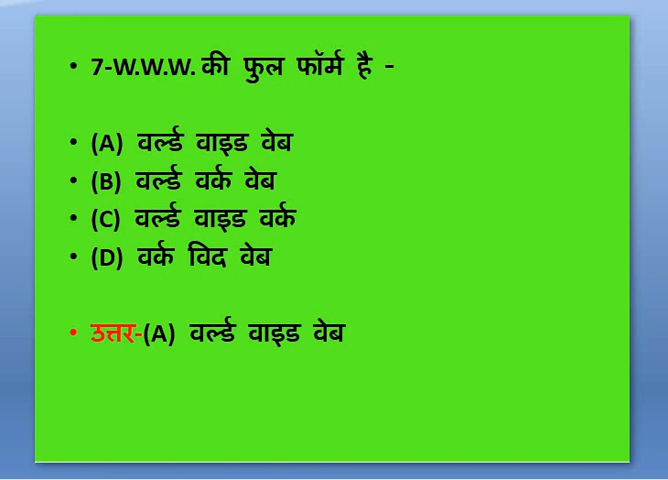 • 7-W.W.W. की फुल फॉर्म है -
• (A) वर्ल्ड वाइड वेब
• (B) वर्ल्ड वर्क वेब
• (C) वर्ल्ड वाइड वर्क
• (D) वर्क विद वेब
• उत्तर-(A) वर्ल्ड वाइड वेब